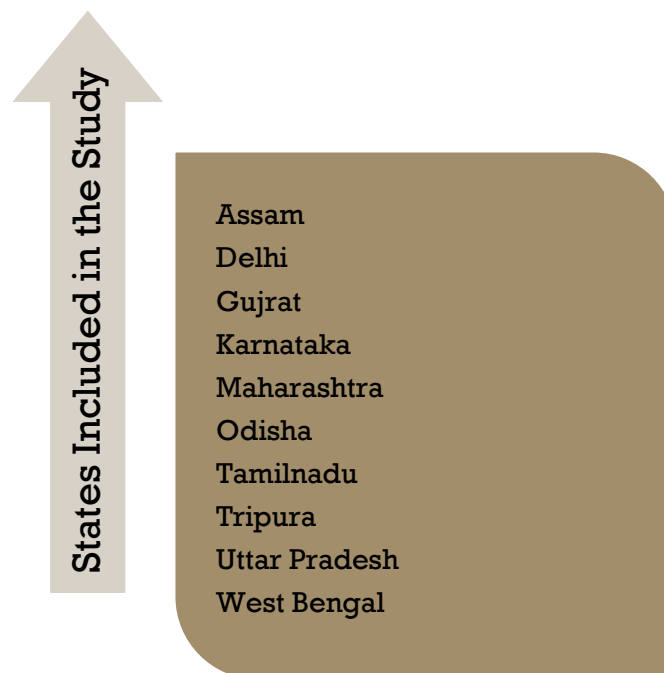 States Included in the Study
Assam
Delhi
Gujrat
Karnataka
Maharashtra
Odisha
Tamilnadu
Tripura
Uttar Pradesh
West Bengal